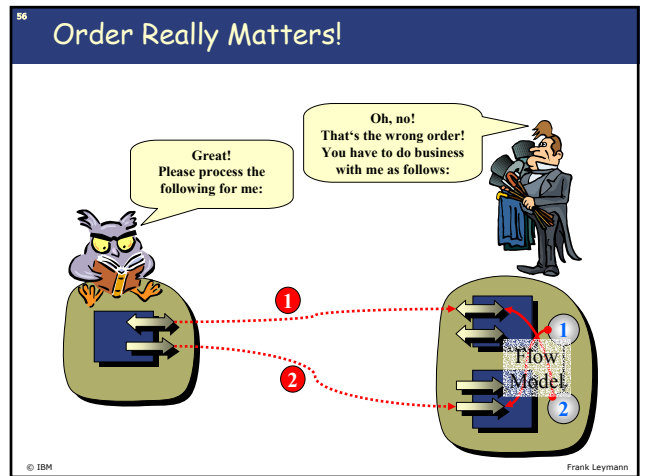 56
Order Really Matters!
Great!
Please process the
following for me:
Oh, no!
That‘s the wrong order!
You have to do business
with me as follows:
1
2
1
Flow
Model
2
© IBM
Frank Leymann